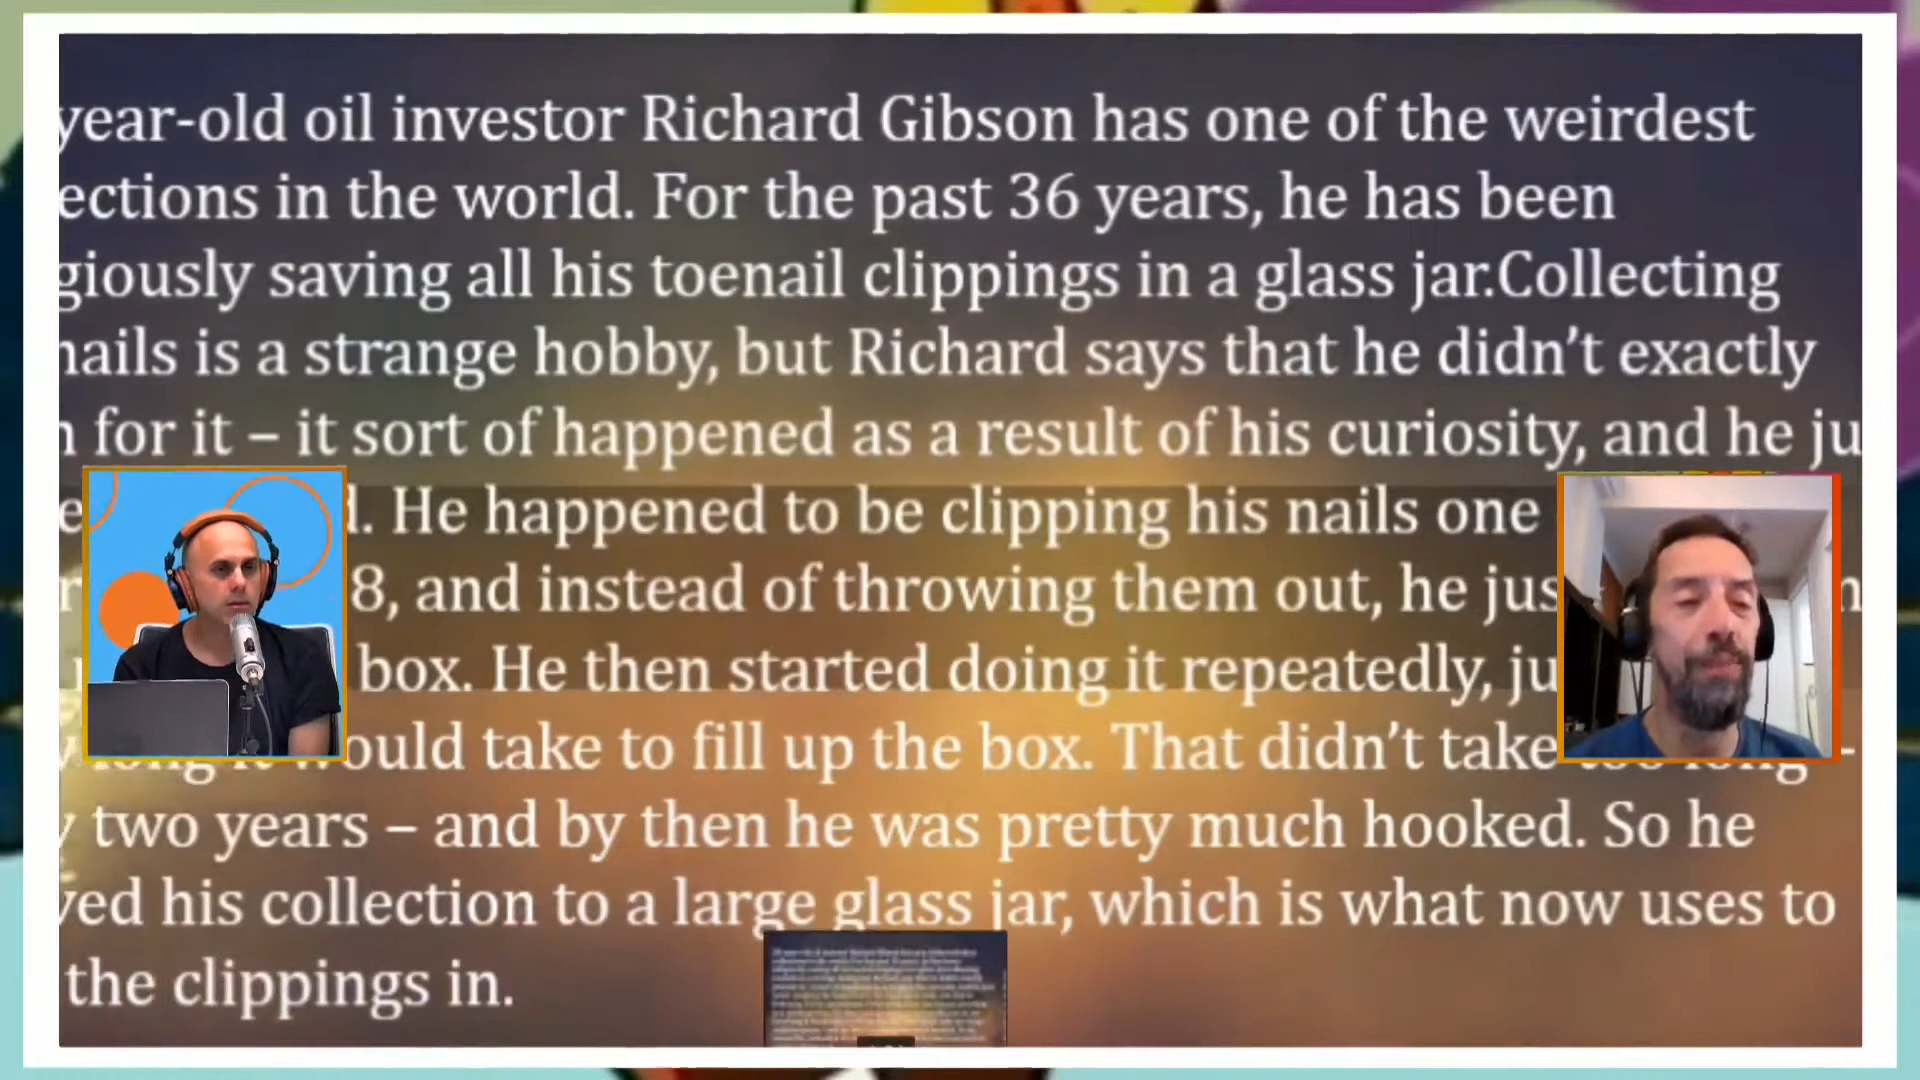 year-old oil investor Richard Gibson has one of the weirdest
ections in the world. For the past 36 years, he has been
giously saving all his toenail clippings in a glass jar.Collecting
nails is a strange hobby, but Richard says that he didn’t exactly
for it – it sort of happened as a result of his curiosity, and he ju
He happened to be clipping his nails one
8, and instead of throwing them out, he jus
box. He then started doing it repeatedly, ju
ould take to fill up the box. That didn’t take too long –
two years – and by then he was pretty much hooked. So he
ved his collection to a large glass jar, which is what now uses to
the clippings in.